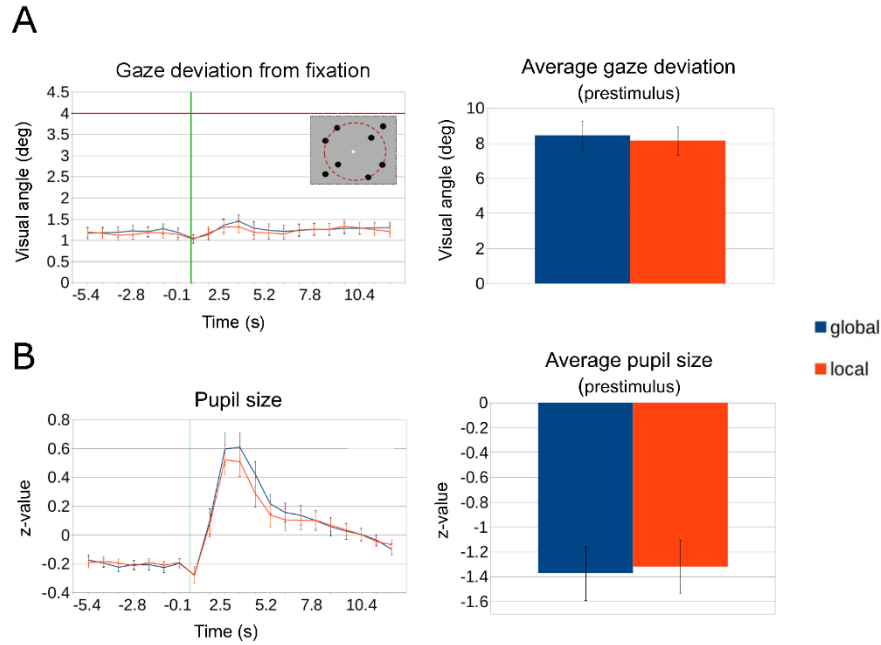 A
Gaze deviation from fixation
4.5
4
3.5
3
2.5
2
1.5
1
0.5
0
Visual angle (deg)
-5.4 -2.8 -0.1 2.5 5.2 7.8 10.4
Time (s)
Average gaze deviation
(prestimulus)
10
8
6
4
2
0
Visual angle (deg)
global
local
B
Pupil size
0.8
0.6
0.4
0.2
0
-0.2
-0.4
z-value
-5.4 -2.8 -0.1 2.5 5.2 7.8 10.4
Time (s)
Average pupil size
(prestimulus)
0
-0.2
-0.4
-0.6
-0.8
-1
-1.2
-1.4
-1.6
z-value